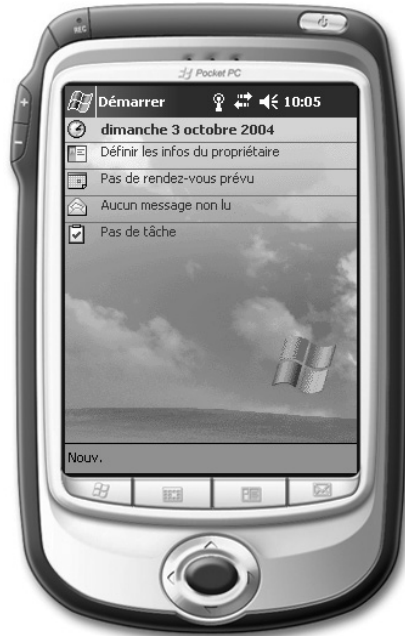 REC
Pocket PC
Démarrer 10:05
dimanche 3 octobre 2004
Définir les infos du propriétaire
Pas de rendez-vous prévu
Aucun message non lu
Pas de tâche
Nouv.